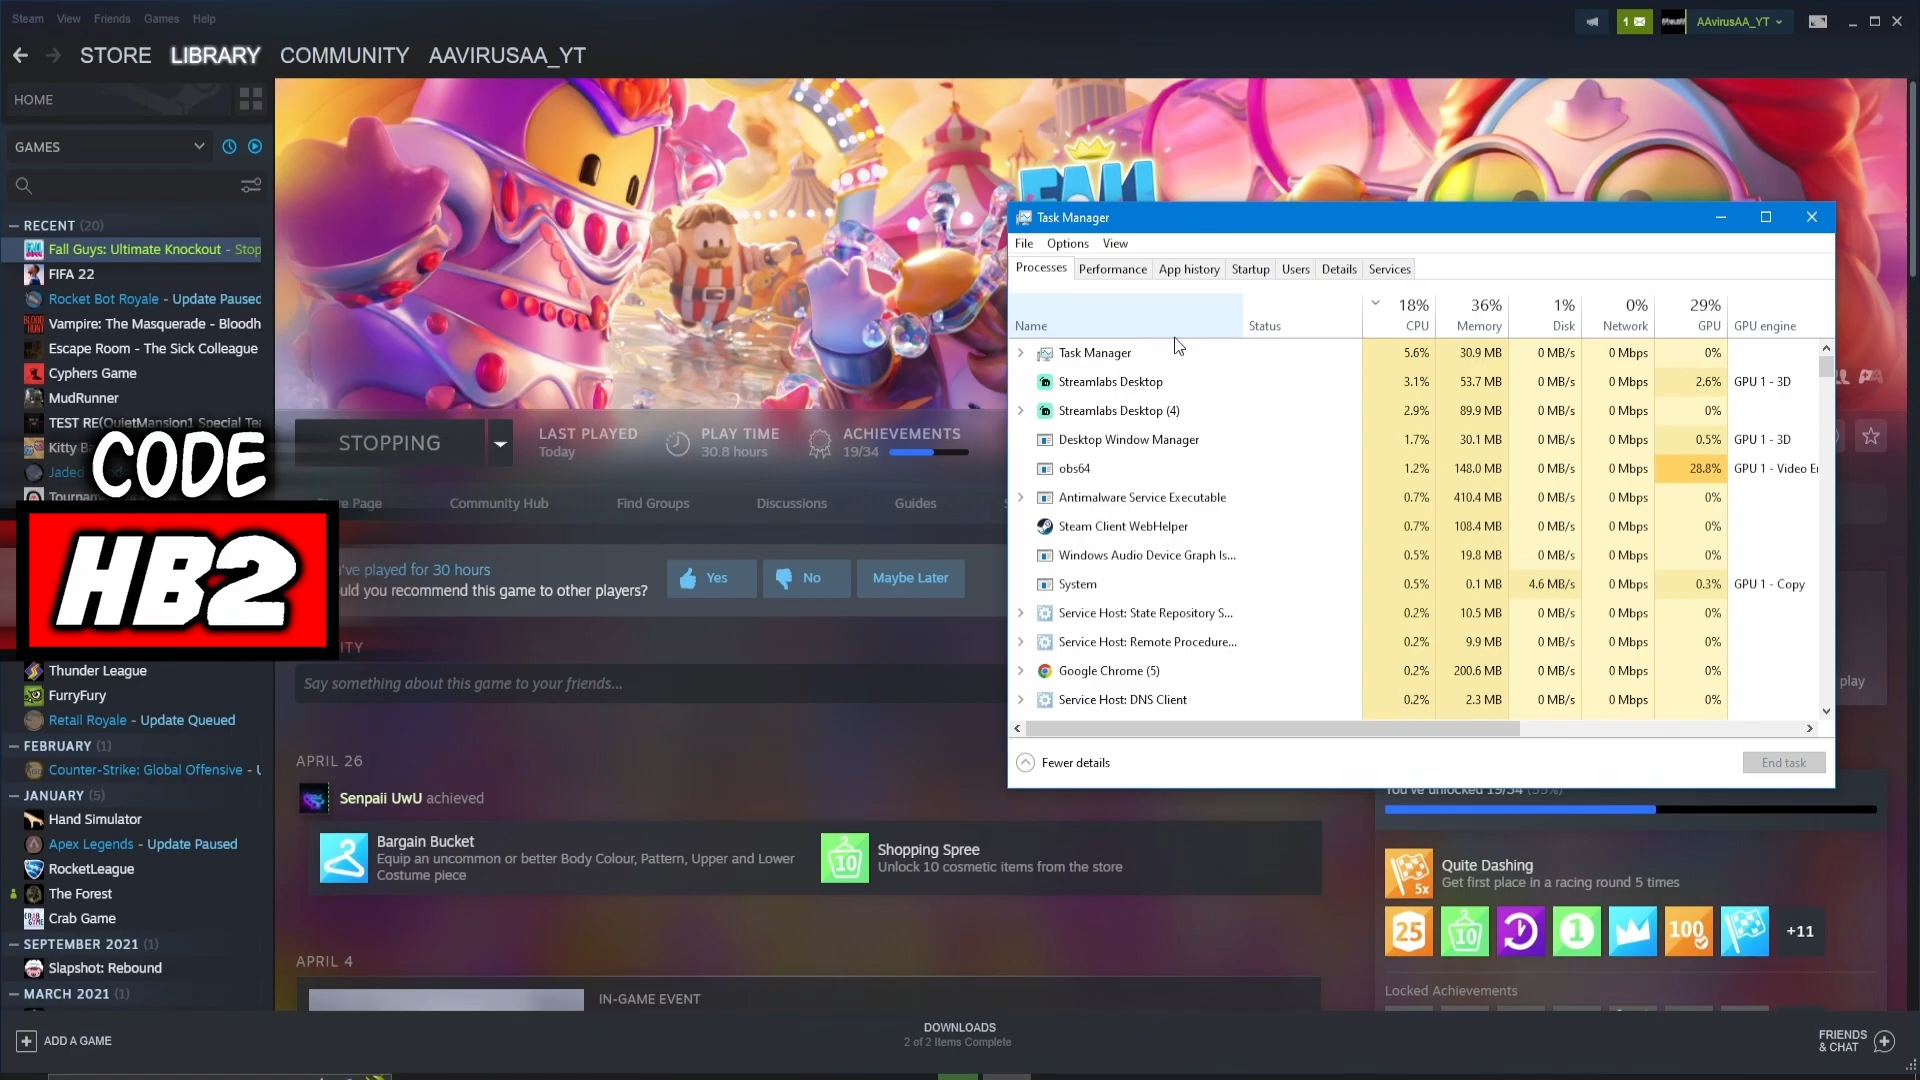 Steam View Friends Games Help
1
AAvirusAA_YT
STORE LIBRARY COMMUNITY AAVIRUSAA_YT
HOME
GAMES
RECENT (20)
Fall Guys: Ultimate Knockout - Stop
FIFA 22
Rocket Bot Royale - Update Paused
Vampire: The Masquerade - Bloodh
Escape Room - The Sick Colleague
Cyphers Game
MudRunner
TEST RE(QuietMansion1 Special Te
Kitty
CODE
HB2
Thunder League
FurryFury
Retail Royale - Update Queued
FEBRUARY (1)
Counter-Strike: Global Offensive - U
JANUARY (5)
Hand Simulator
Apex Legends - Update Paused
RocketLeague
The Forest
Crab Game
SEPTEMBER 2021 (1)
Slapshot: Rebound
MARCH 2021 (1)
ADD A GAME
FALL
STOPPING
LAST PLAYED
Today
PLAY TIME
30.8 hours
ACHIEVEMENTS
19/34
Page Community Hub Find Groups Discussions Guides
've played for 30 hours
ould you recommend this game to other players?
Yes No Maybe Later
Say something about this game to your friends...
APRIL 26
Senpaii UwU achieved
Bargain Bucket
Equip an uncommon or better Body Colour, Pattern, Upper and Lower
Costume piece
Shopping Spree
Unlock 10 cosmetic items from the store
APRIL 4
IN-GAME EVENT
Task Manager
File Options View
Processes Performance App history Startup Users Details Services
18% 36% 1% 0% 29%
Name Status CPU Memory Disk Network GPU GPU engine
Task Manager 5.6% 30.9 MB 0 MB/s 0 Mbps 0%
Streamlabs Desktop 3.1% 53.7 MB 0 MB/s 0 Mbps 2.6% GPU 1 - 3D
Streamlabs Desktop (4) 2.9% 89.9 MB 0 MB/s 0 Mbps 0%
Desktop Window Manager 1.7% 30.1 MB 0 MB/s 0 Mbps 0.5% GPU 1 - 3D
obs64 1.2% 148.0 MB 0 MB/s 0 Mbps 28.8% GPU 1 - Video E
Antimalware Service Executable 0.7% 410.4 MB 0 MB/s 0 Mbps 0%
Steam Client WebHelper 0.7% 108.4 MB 0 MB/s 0 Mbps 0%
Windows Audio Device Graph Is... 0.5% 19.8 MB 0 MB/s 0 Mbps 0%
System 0.5% 0.1 MB 4.6 MB/s 0 Mbps 0.3% GPU 1 - Copy
Service Host: State Repository S... 0.2% 10.5 MB 0 MB/s 0 Mbps 0%
Service Host: Remote Procedure... 0.2% 9.9 MB 0 MB/s 0 Mbps 0%
Google Chrome (5) 0.2% 200.6 MB 0 MB/s 0 Mbps 0%
Service Host: DNS Client 0.2% 2.3 MB 0 MB/s 0 Mbps 0%
Fewer details
End task
play
You've unlocked 19/34 (55%)
Quite Dashing
Get first place in a racing round 5 times
5x
25 10 1 100 +11
Locked Achievements
DOWNLOADS
2 of 2 Items Complete
FRIENDS
& CHAT